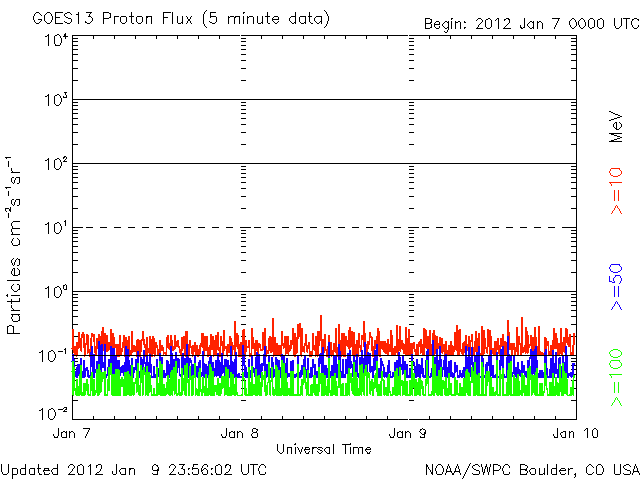 GOES13 Proton Flux (5 minute data)
Begin: 2012 Jan 7 0000 UTC
Particles cm⁻²s⁻¹sr⁻¹
10⁴
10³
10²
10¹
10⁰
10⁻¹
10⁻²
Jan 7
Jan 8
Jan 9
Jan 10
Universal Time
MeV
>=10
>=50
>=100
Updated 2012 Jan 9 23:56:02 UTC
NOAA/SWPC Boulder, CO USA